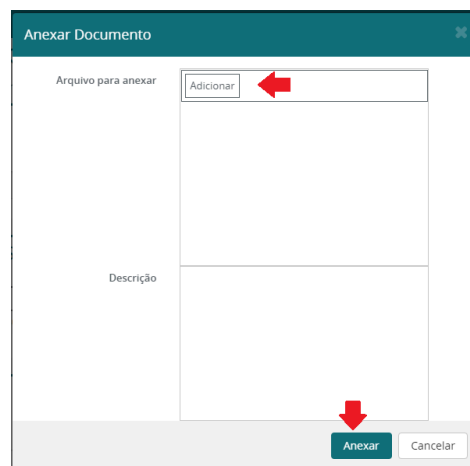 Anexar Documento
Arquivo para anexar
Adicionar
Descrição
Anexar Cancelar